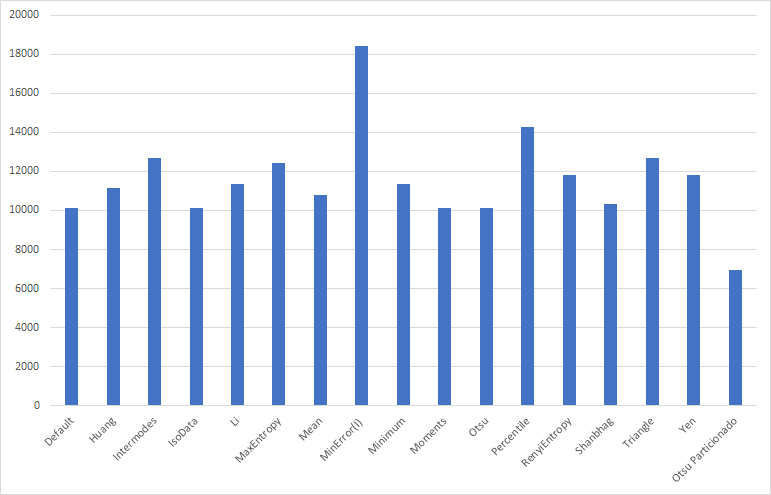 20000
18000
16000
14000
12000
10000
8000
6000
4000
2000
0
Default
Huang
Intermodes
IsoData
Li
MaxEntropy
Mean
MinError(I)
Minimum
Moments
Otsu
Percentile
RenyiEntropy
Shanbhag
Triangle
Yen
Otsu Particionado